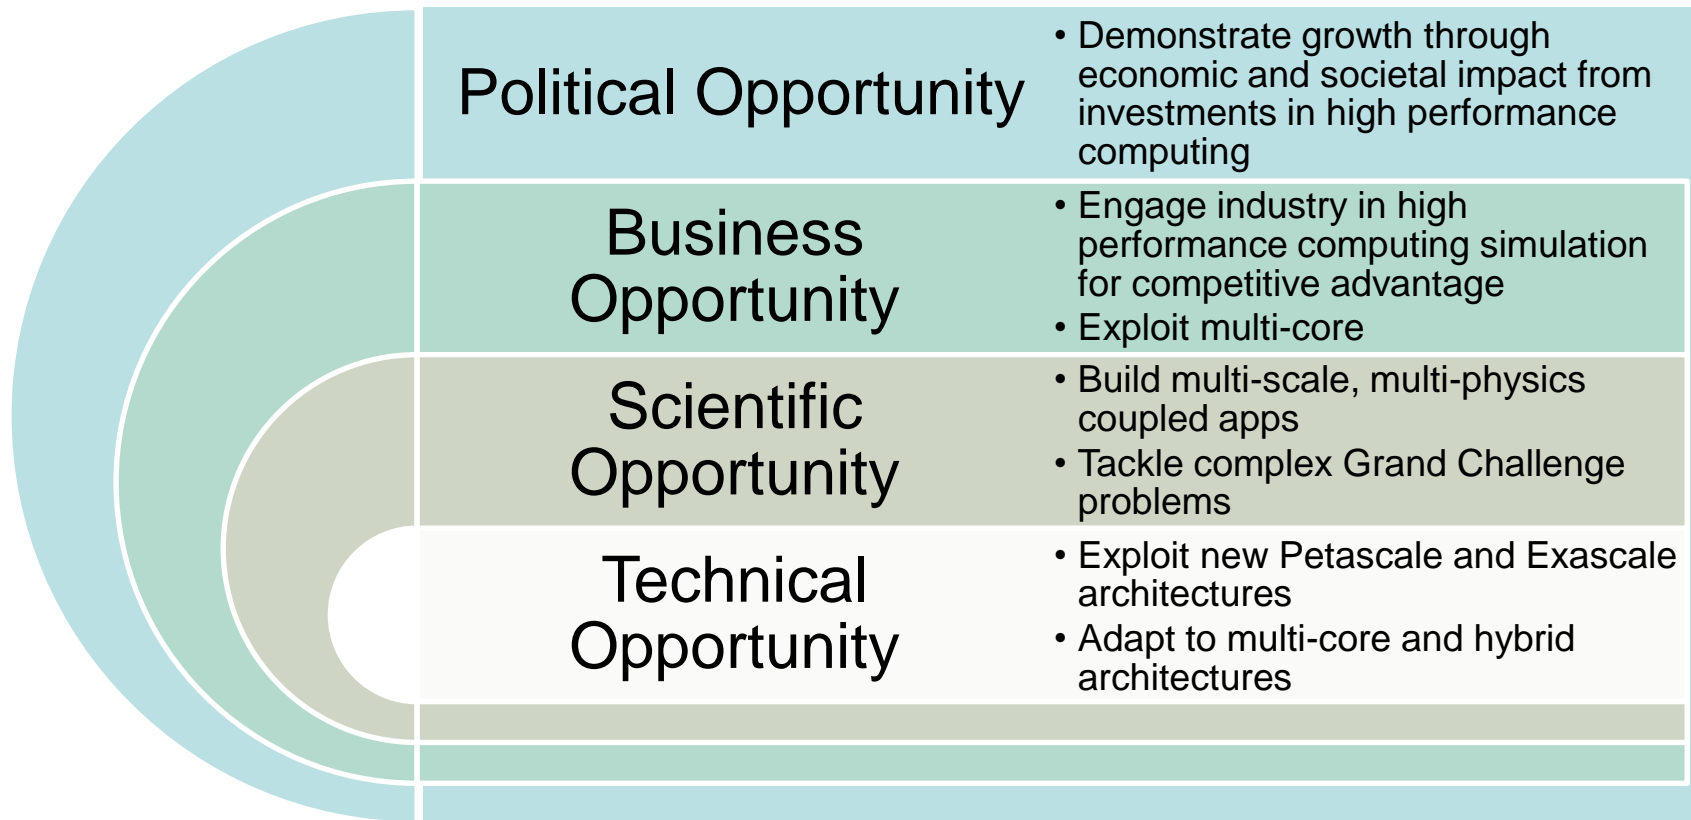 Political Opportunity
• Demonstrate growth through
economic and societal impact from
investments in high performance
computing
Business
Opportunity
• Engage industry in high
performance computing simulation
for competitive advantage
• Exploit multi-core
Scientific
Opportunity
• Build multi-scale, multi-physics
coupled apps
• Tackle complex Grand Challenge
problems
Technical
Opportunity
• Exploit new Petascale and Exascale
architectures
• Adapt to multi-core and hybrid
architectures